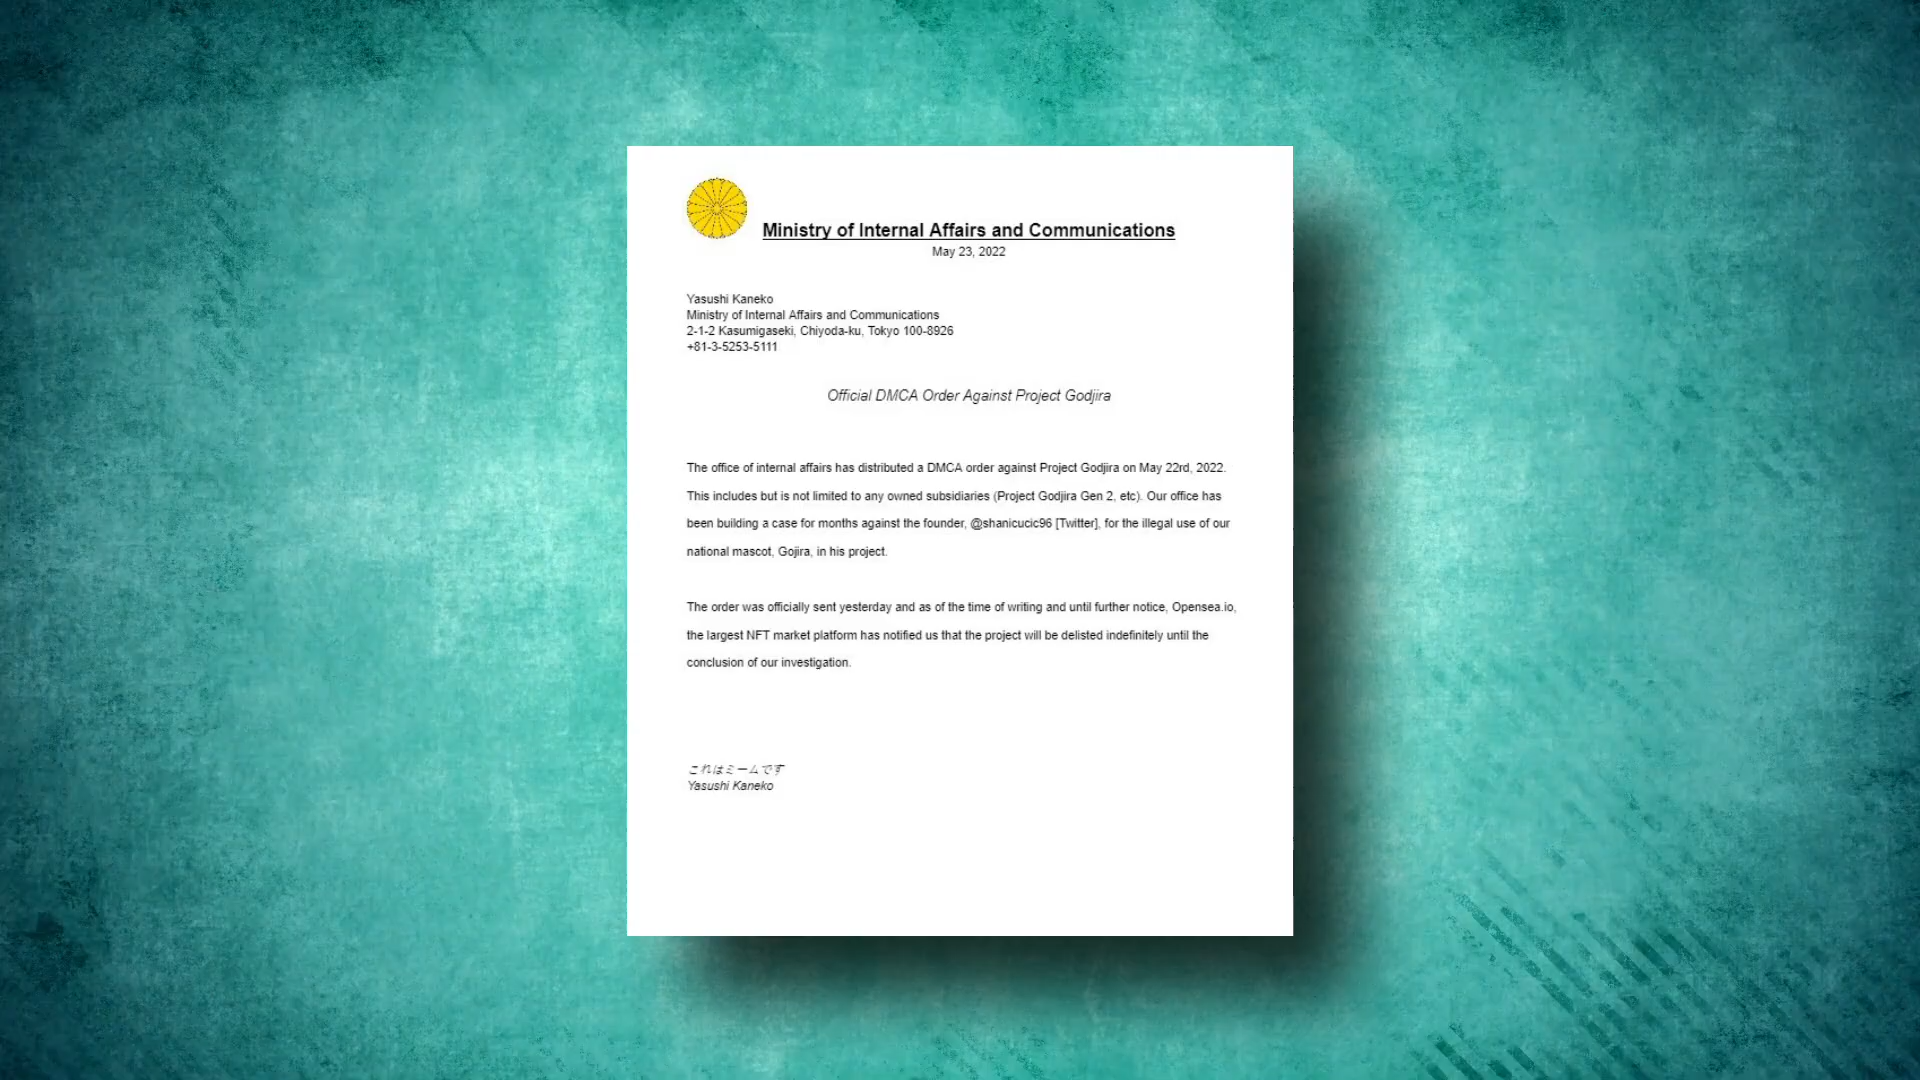 Ministry of Internal Affairs and Communications
May 23, 2022
Yasushi Kaneko
Ministry of Internal Affairs and Communications
2-1-2 Kasumigaseki, Chiyoda-ku, Tokyo 100-8926
+81-3-5253-5111
Official DMCA Order Against Project Godjira
The office of internal affairs has distributed a DMCA order against Project Godjira on May 22rd, 2022.
This includes but is not limited to any owned subsidiaries (Project Godjira Gen 2, etc). Our office has
been building a case for months against the founder, @shanicucic96 [Twitter], for the illegal use of our
national mascot, Gojira, in his project.
The order was officially sent yesterday and as of the time of writing and until further notice, Opensea.io,
the largest NFT market platform has notified us that the project will be delisted indefinitely until the
conclusion of our investigation.
これはミームです
Yasushi Kaneko